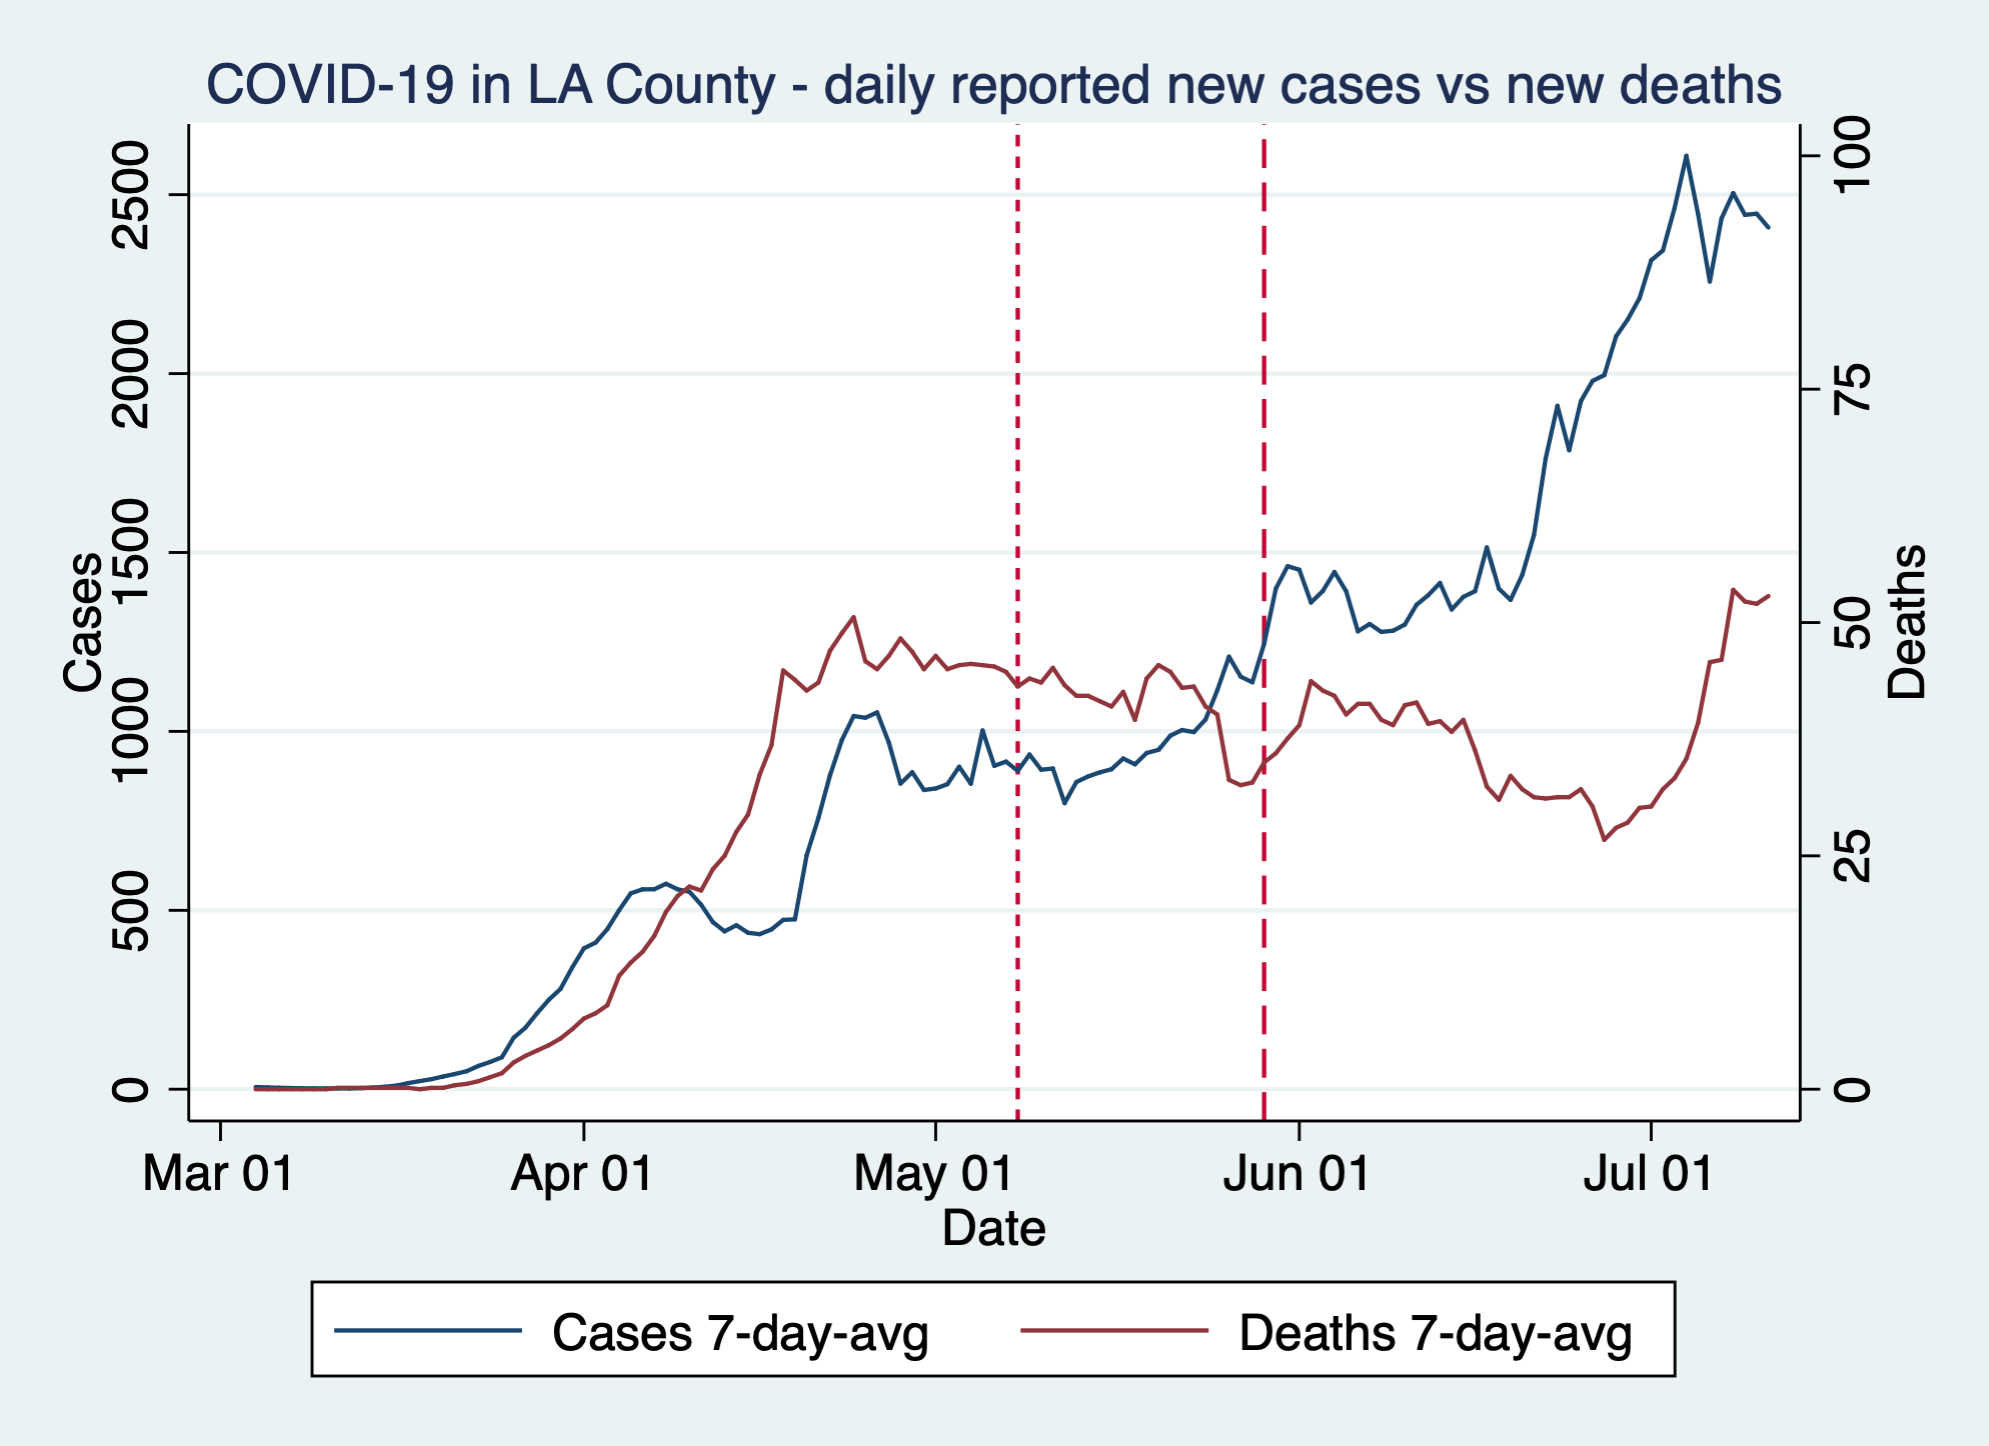 COVID-19 in LA County - daily reported new cases vs new deaths
Cases
2500
2000
1500
1000
500
0
100
75
50
25
0
Deaths
Mar 01 Apr 01 May 01 Jun 01 Jul 01
Date
Cases 7-day-avg Deaths 7-day-avg